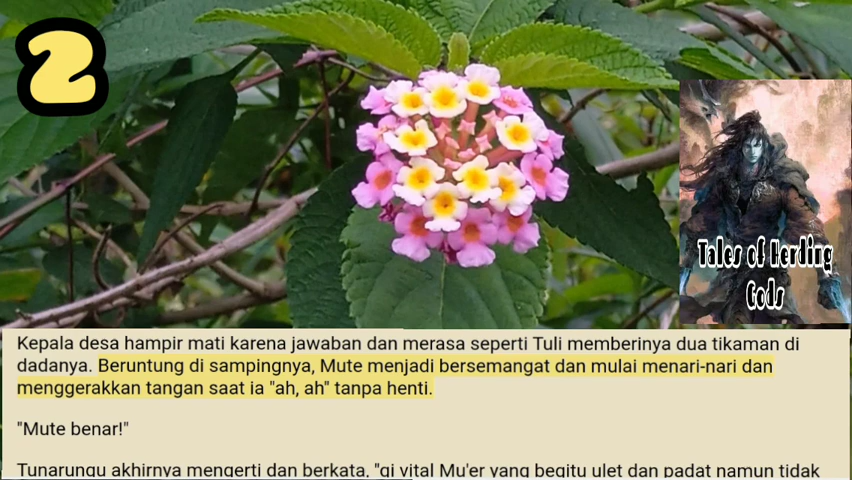 2
Tales of Herding
Gods
Kepala desa hampir mati karena jawaban dan merasa seperti Tuli memberinya dua tikaman di
dadanya. Beruntung di sampingnya, Mute menjadi bersemangat dan mulai menari-nari dan
menggerakkan tangan saat ia "ah, ah" tanpa henti.
"Mute benar!"
Tunarungu akhirnya mengerti dan berkata, "qi vital Mu'er yang begitu ulet dan padat namun tidak